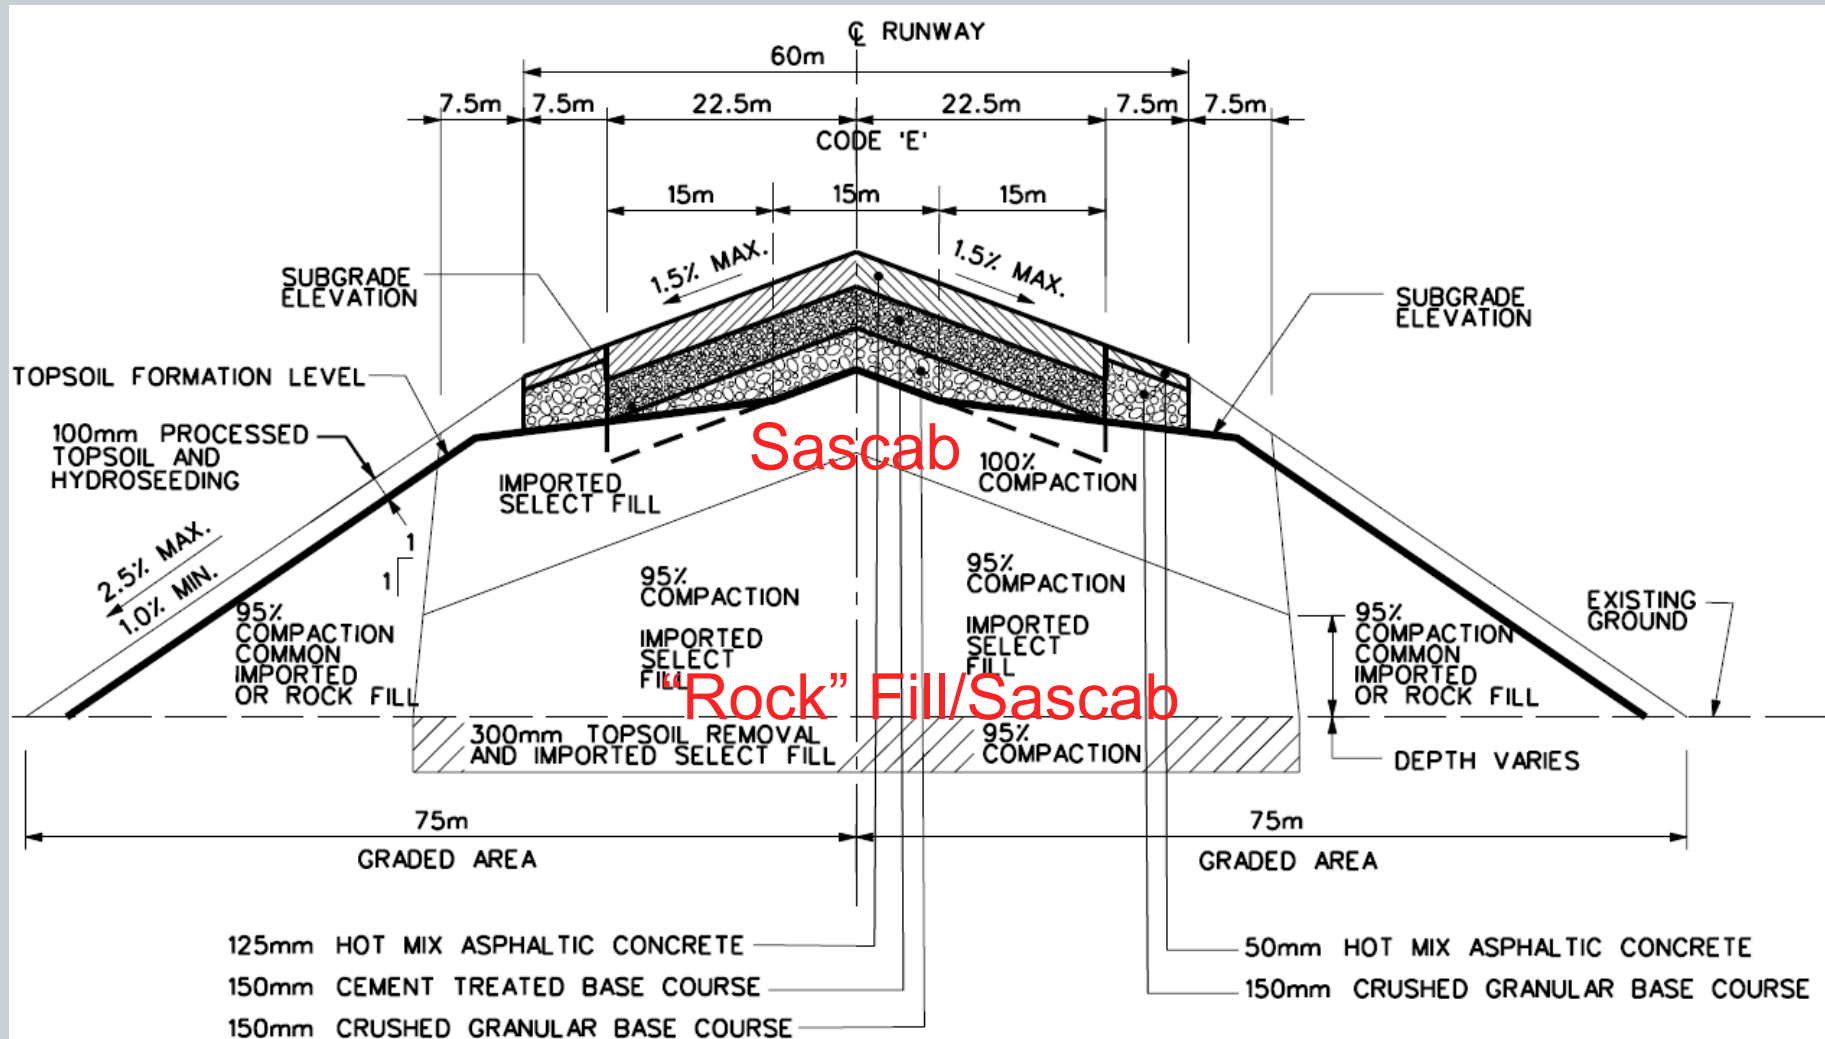 ℄ RUNWAY
60m
7.5m 7.5m 22.5m 22.5m 7.5m 7.5m
CODE 'E'
15m 15m 15m
1.5% MAX.
1.5% MAX.
SUBGRADE
ELEVATION
SUBGRADE
ELEVATION
TOPSOIL FORMATION LEVEL
100mm PROCESSED
TOPSOIL AND
HYDROSEEDING
Sascab
IMPORTED
SELECT FILL
100%
COMPACTION
1
1
2.5% MAX.
1.0% MIN.
95%
COMPACTION
COMMON
IMPORTED
OR ROCK FILL
95%
COMPACTION
IMPORTED
SELECT
FILL
95%
COMPACTION
IMPORTED
SELECT
FILL
95%
COMPACTION
COMMON
IMPORTED
OR ROCK FILL
EXISTING
GROUND
“Rock” Fill/Sascab
300mm TOPSOIL REMOVAL
AND IMPORTED SELECT FILL
95%
COMPACTION
DEPTH VARIES
75m
75m
GRADED AREA
GRADED AREA
125mm HOT MIX ASPHALTIC CONCRETE
150mm CEMENT TREATED BASE COURSE
150mm CRUSHED GRANULAR BASE COURSE
50mm HOT MIX ASPHALTIC CONCRETE
150mm CRUSHED GRANULAR BASE COURSE